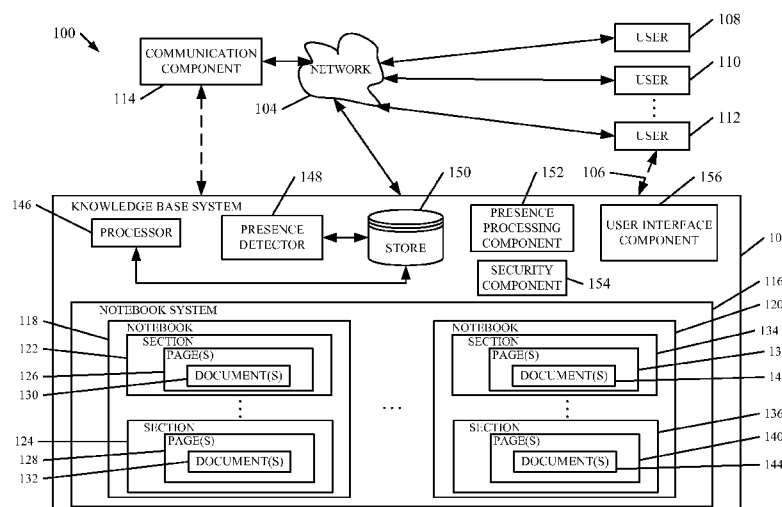 100
COMMUNICATION
COMPONENT
114
NETWORK
104
USER
108
USER
110
USER
112
106
KNOWLEDGE BASE SYSTEM
146
PROCESSOR
148
PRESENCE
DETECTOR
150
STORE
152
PRESENCE
PROCESSING
COMPONENT
SECURITY
COMPONENT
154
156
USER INTERFACE
COMPONENT
10
116
NOTEBOOK SYSTEM
118
NOTEBOOK
122
SECTION
126
PAGE(S)
130
DOCUMENT(S)
124
SECTION
128
PAGE(S)
132
DOCUMENT(S)
...
120
NOTEBOOK
134
SECTION
13
PAGE(S)
14
DOCUMENT(S)
136
SECTION
140
PAGE(S)
144
DOCUMENT(S)